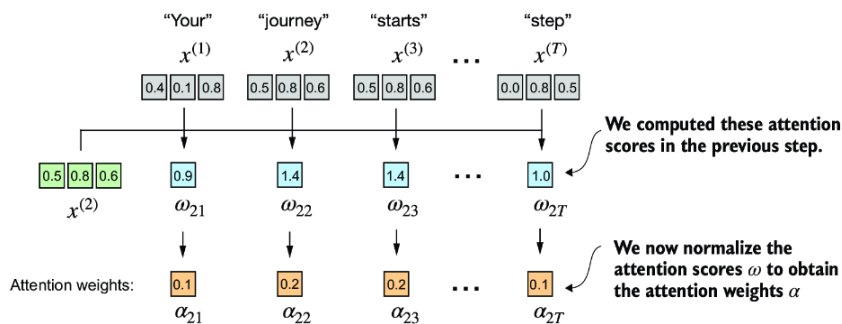 “Your” “journey” “starts” “step”
x(1) x(2) x(3) ... x(T)
0.4 0.1 0.8 0.5 0.8 0.6 0.5 0.8 0.6 0.0 0.8 0.5
We computed these attention
scores in the previous step.
0.5 0.8 0.6 0.9 1.4 1.4 ... 1.0
x(2) ω21 ω22 ω23 ω2T
We now normalize the
attention scores ω to obtain
the attention weights α
Attention weights: 0.1 0.2 0.2 ... 0.1
α21 α22 α23 α2T